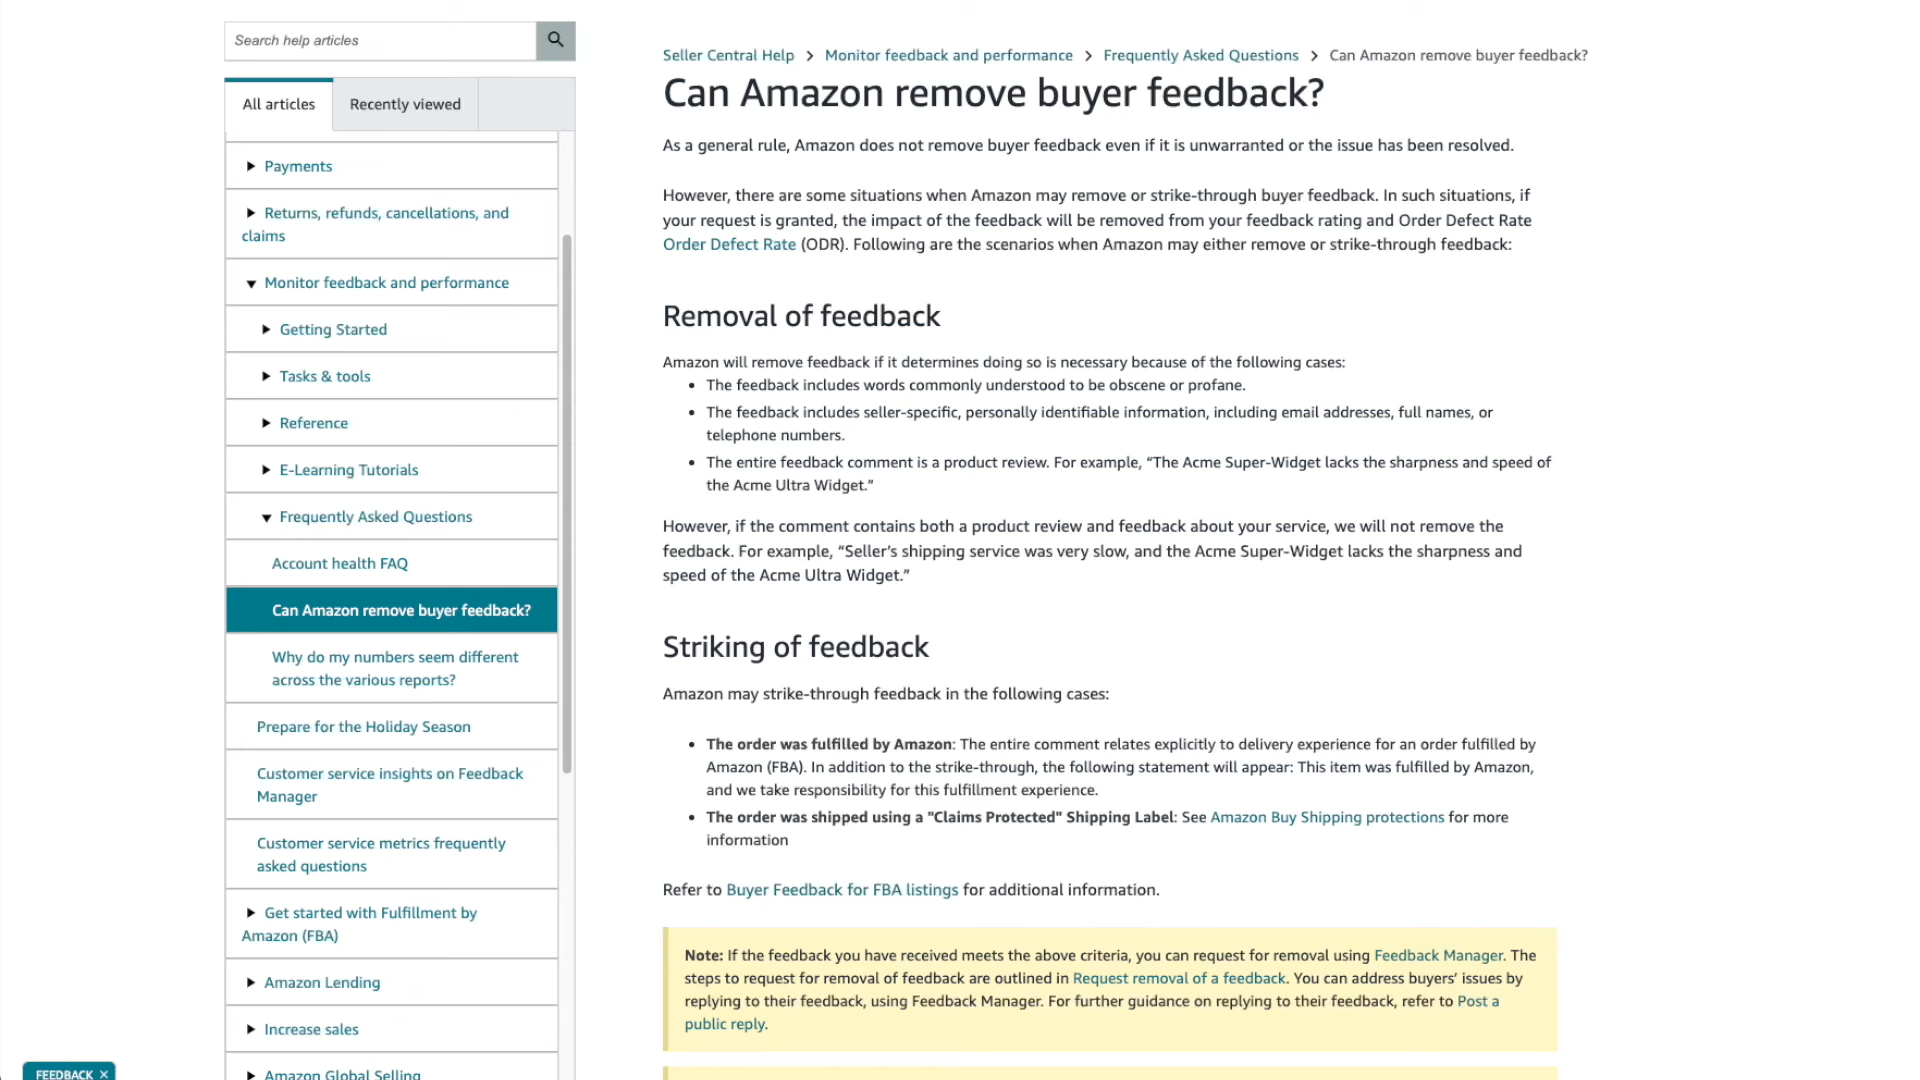 Search help articles
All articles
Recently viewed
Payments
Returns, refunds, cancellations, and
claims
Monitor feedback and performance
Getting Started
Tasks & tools
Reference
E-Learning Tutorials
Frequently Asked Questions
Account health FAQ
Can Amazon remove buyer feedback?
Why do my numbers seem different
across the various reports?
Prepare for the Holiday Season
Customer service insights on Feedback
Manager
Customer service metrics frequently
asked questions
Get started with Fulfillment by
Amazon (FBA)
Amazon Lending
Increase sales
Amazon Global Selling
FEEDBACK ×
Seller Central Help > Monitor feedback and performance > Frequently Asked Questions > Can Amazon remove buyer feedback?
Can Amazon remove buyer feedback?
As a general rule, Amazon does not remove buyer feedback even if it is unwarranted or the issue has been resolved.
However, there are some situations when Amazon may remove or strike-through buyer feedback. In such situations, if
your request is granted, the impact of the feedback will be removed from your feedback rating and Order Defect Rate
Order Defect Rate (ODR). Following are the scenarios when Amazon may either remove or strike-through feedback:
Removal of feedback
Amazon will remove feedback if it determines doing so is necessary because of the following cases:
• The feedback includes words commonly understood to be obscene or profane.
• The feedback includes seller-specific, personally identifiable information, including email addresses, full names, or
telephone numbers.
• The entire feedback comment is a product review. For example, “The Acme Super-Widget lacks the sharpness and speed of
the Acme Ultra Widget.”
However, if the comment contains both a product review and feedback about your service, we will not remove the
feedback. For example, “Seller’s shipping service was very slow, and the Acme Super-Widget lacks the sharpness and
speed of the Acme Ultra Widget.”
Striking of feedback
Amazon may strike-through feedback in the following cases:
• The order was fulfilled by Amazon: The entire comment relates explicitly to delivery experience for an order fulfilled by
Amazon (FBA). In addition to the strike-through, the following statement will appear: This item was fulfilled by Amazon,
and we take responsibility for this fulfillment experience.
• The order was shipped using a "Claims Protected" Shipping Label: See Amazon Buy Shipping protections for more
information
Refer to Buyer Feedback for FBA listings for additional information.
Note: If the feedback you have received meets the above criteria, you can request for removal using Feedback Manager. The
steps to request for removal of feedback are outlined in Request removal of a feedback. You can address buyers’ issues by
replying to their feedback, using Feedback Manager. For further guidance on replying to their feedback, refer to Post a
public reply.